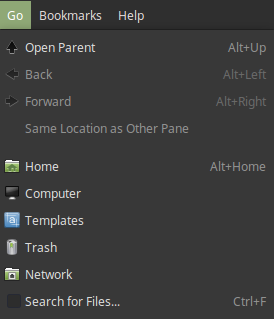 Go Bookmarks Help
Open Parent Alt+Up
Back Alt+Left
Forward Alt+Right
Same Location as Other Pane
Home Alt+Home
Computer
Templates
Trash
Network
Search for Files... Ctrl+F